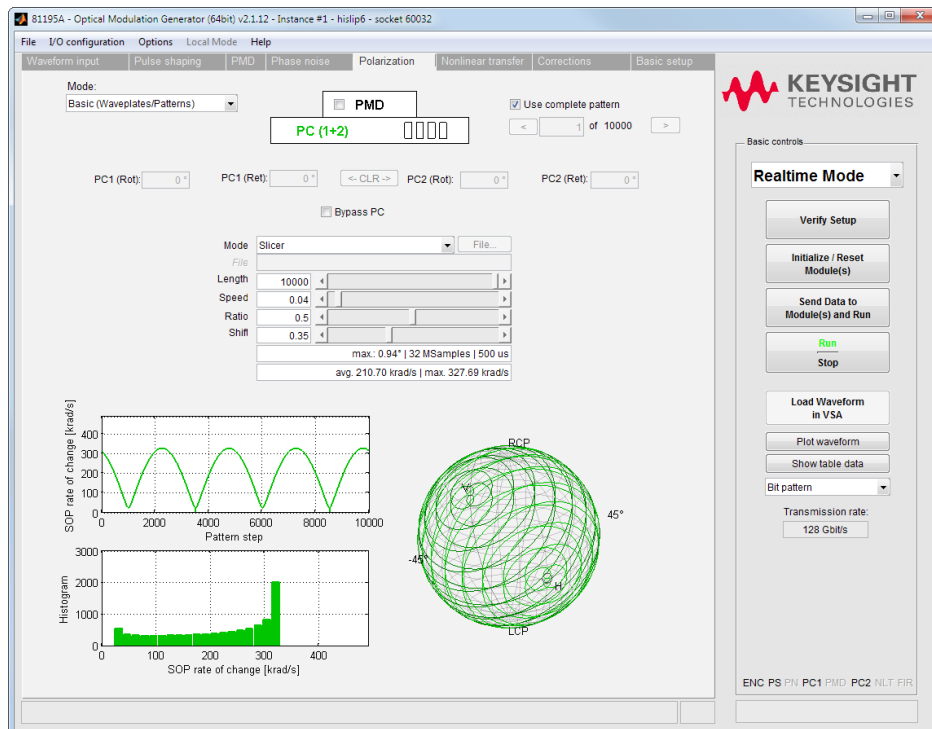 81195A - Optical Modulation Generator (64bit) v2.1.12 - Instance #1 - hislip6 - socket 60032
File I/O configuration Options Local Mode Help
Waveform input Pulse shaping PMD Phase noise Polarization Nonlinear transfer Corrections Basic setup
Mode:
Basic (Waveplates/Patterns)
PMD
PC (1+2)
Use complete pattern
< 1 of 10000 >
PC1 (Rot): 0 ° PC1 (Ret): 0 ° <- CLR -> PC2 (Rot): 0 ° PC2 (Ret): 0 °
Bypass PC
Mode Slicer File...
File
Length 10000
Speed 0.04
Ratio 0.5
Shift 0.35
max.: 0.94° | 32 MSamples | 500 us
avg. 210.70 krad/s | max. 327.69 krad/s
SOP rate of change [krad/s]
400
300
200
100
0
0 2000 4000 6000 8000 10000
Pattern step
Histogram
3000
2000
1000
0
0 100 200 300 400
SOP rate of change [krad/s]
RCP
V
45°
-45°
H
LCP
KEYSIGHT
TECHNOLOGIES
Basic controls
Realtime Mode
Verify Setup
Initialize / Reset
Module(s)
Send Data to
Module(s) and Run
Run
Stop
Load Waveform
in VSA
Plot waveform
Show table data
Bit pattern
Transmission rate:
128 Gbit/s
ENC PS PN PC1 PMD PC2 NLT FIR